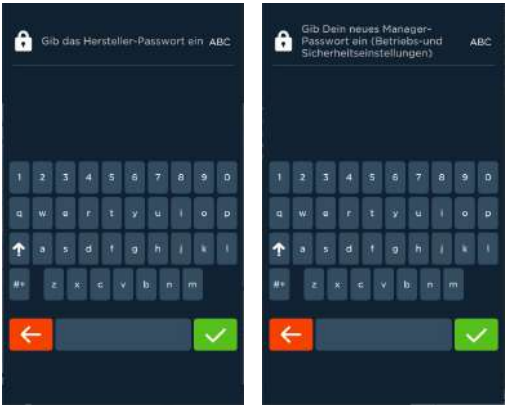 Gib das Hersteller-Passwort ein ABC
1 2 3 4 5 6 7 8 9 0
q w e r t y u i o p
a s d f g h j k l
#+ z x c v b n m
Gib Dein neues Manager-
Passwort ein (Betriebs-und ABC
Sicherheitseinstellungen)
1 2 3 4 5 6 7 8 9 0
q w e r t y u i o p
a s d f g h j k l
#+ z x c v b n m